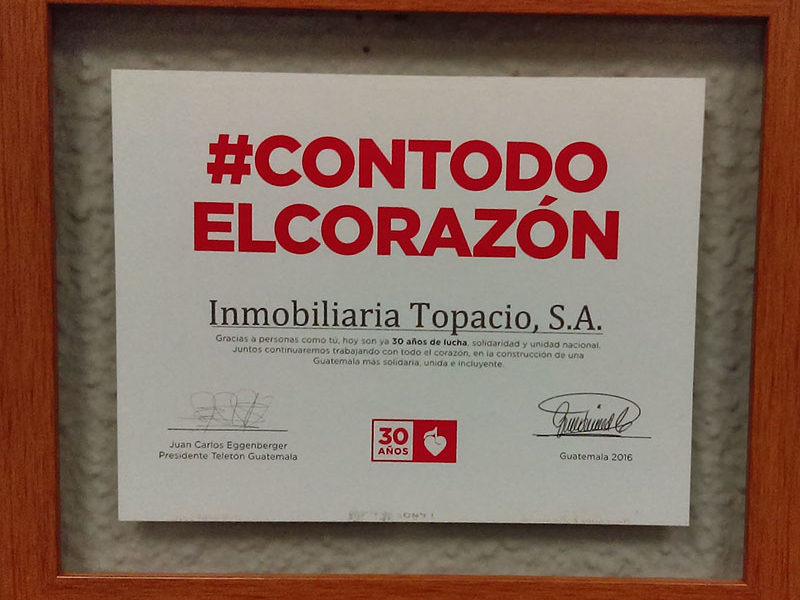 #CONTODO
ELCORAZÓN
Inmobiliaria Topacio, S.A.
Gracias a personas como tú, hoy son ya 30 años de lucha, solidaridad y unidad nacional.
Juntos continuaremos trabajando con todo el corazón, en la construcción de una
Guatemala más solidaria, unida e incluyente.
Juan Carlos Eggenberger
Presidente Teletón Guatemala
30
AÑOS
Guatemala 2016